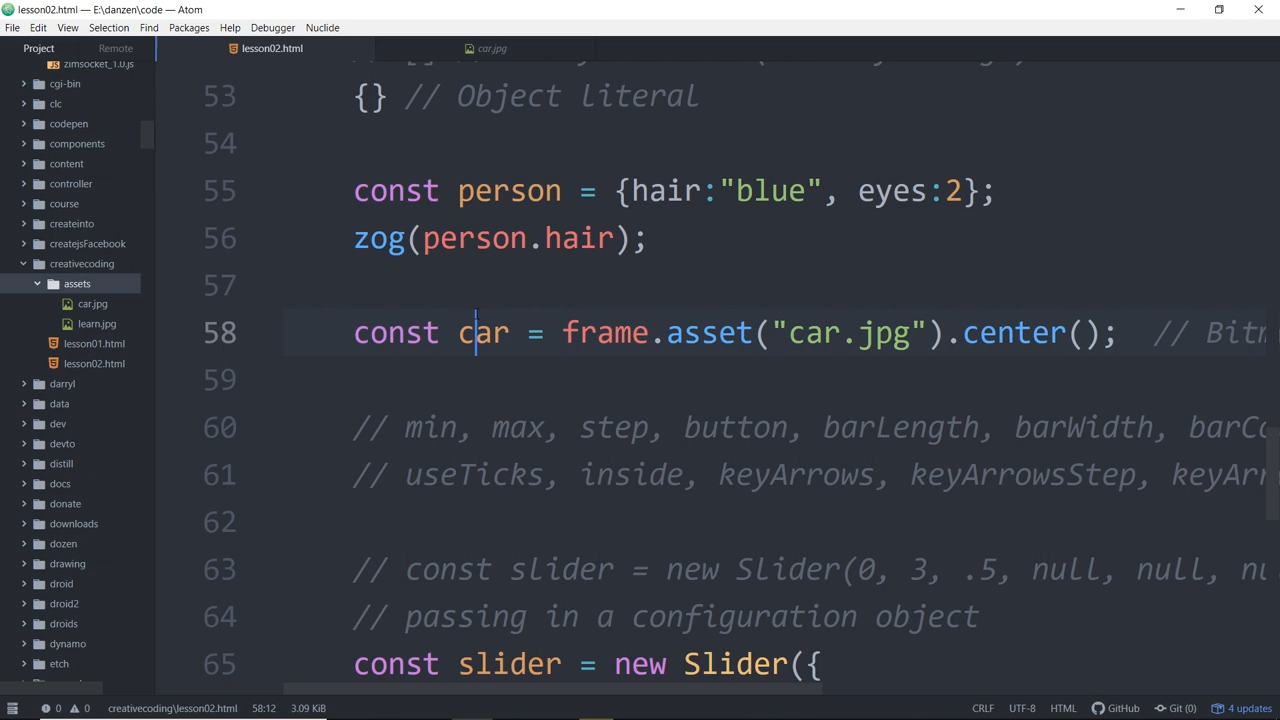 lesson02.html — E:\danzen\code — Atom
File Edit View Selection Find Packages Help Debugger Nuclide
Project Remote lesson02.html car.jpg
zimsocket_1.0.js
cgi-bin
clc
codepen
components
content
controller
course
createinto
createjsFacebook
creativecoding
assets
car.jpg
learn.jpg
lesson01.html
lesson02.html
darryl
data
dev
devto
distill
docs
donate
downloads
dozen
drawing
droid
droid2
droids
dynamo
etch
53 {} // Object literal
54
55 const person = {hair:"blue", eyes:2};
56 zog(person.hair);
57
58 const car = frame.asset("car.jpg").center(); // Bitm
59
60 // min, max, step, button, barLength, barWidth, barCo
61 // useTicks, inside, keyArrows, keyArrowsStep, keyAr
62
63 // const slider = new Slider(0, 3, .5, null, null, nu
64 // passing in a configuration object
65 const slider = new Slider({
0 0 creativecoding\lesson02.html 58:12 3.09 KiB CRLF UTF-8 HTML GitHub Git (0) 4 updates